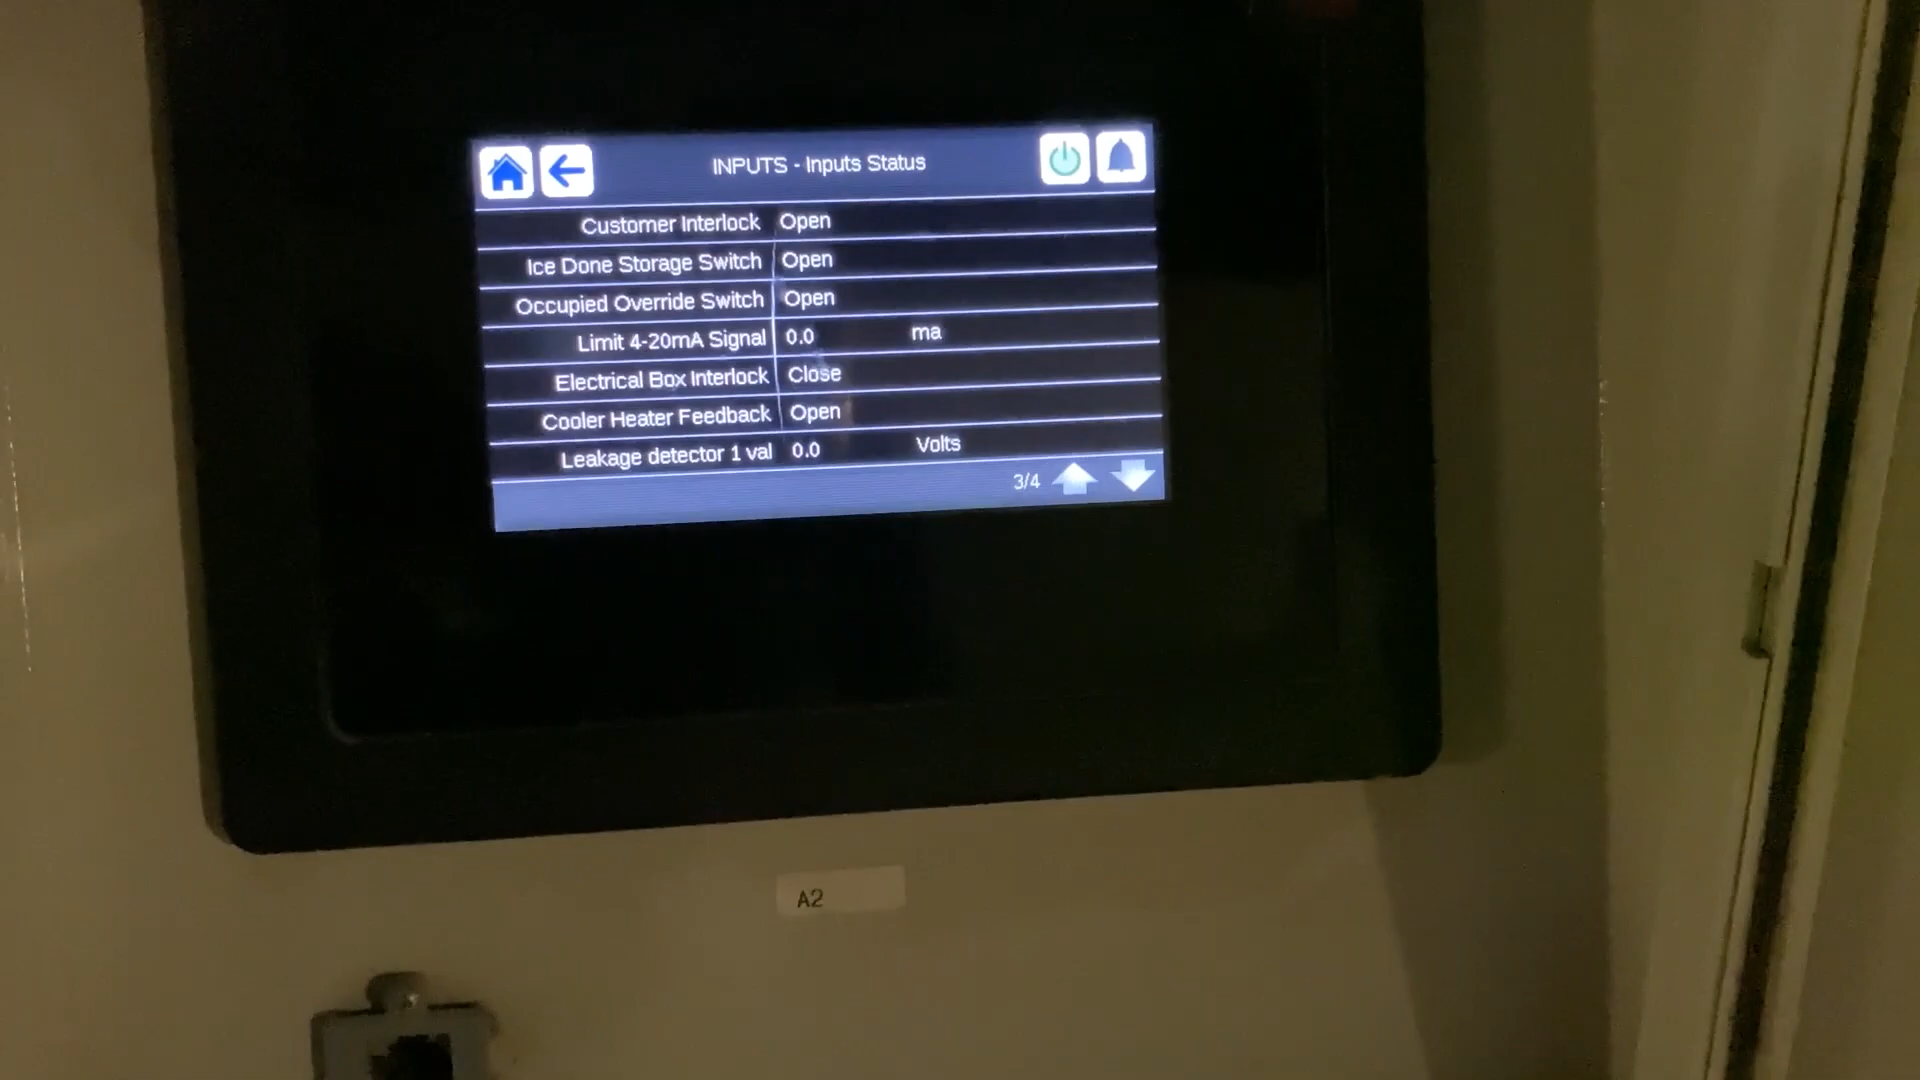 INPUTS - Inputs Status
Customer Interlock Open
Ice Done Storage Switch Open
Occupied Override Switch Open
Limit 4-20mA Signal 0.0 ma
Electrical Box Interlock Close
Cooler Heater Feedback Open
Leakage detector 1 val 0.0 Volts
3/4
A2